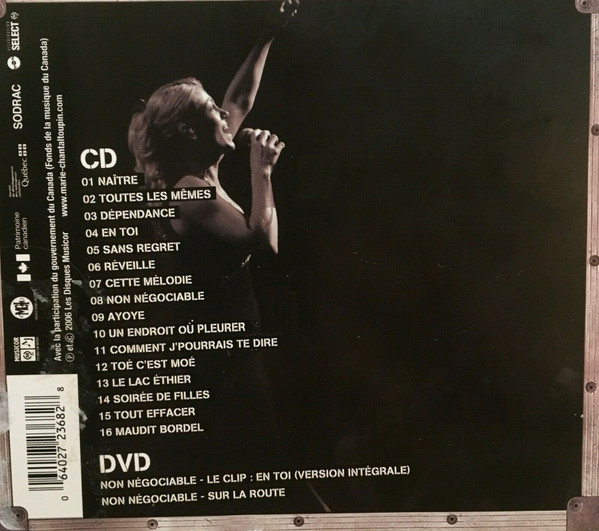 CD
01 NAÎTRE
02 TOUTES LES MÊMES
03 DÉPENDANCE
04 EN TOI
05 SANS REGRET
06 RÉVEILLE
07 CETTE MÉLODIE
08 NON NÉGOCIABLE
09 AYOYE
10 UN ENDROIT OÙ PLEURER
11 COMMENT J'POURRAIS TE DIRE
12 TOÉ C'EST MOÉ
13 LE LAC ÉTHIER
14 SOIRÉE DE FILLES
15 TOUT EFFACER
16 MAUDIT BORDEL
DVD
NON NÉGOCIABLE - LE CLIP : EN TOI (VERSION INTÉGRALE)
NON NÉGOCIABLE - SUR LA ROUTE
Avec la participation du gouvernement du Canada (Fonds de la musique du Canada)
℗ et © 2006 Les Disques Musicor www.marie-chantaltoupin.com
MUSICOR
Patrimoine
canadien
Québec
SODRAC
SELECT
0 64027 23682 8